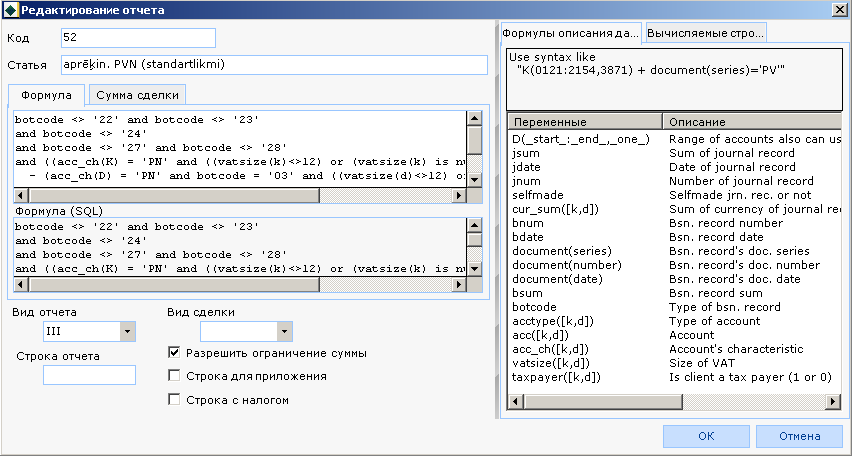 Редактирование отчета
Код 52
Статья aprēķin. PVN (standartlikmi)
Формула Сумма сделки
botcode <> '22' and botcode <> '23'
and botcode <> '24'
and botcode <> '27' and botcode <> '28'
and ((acc_ch(K) = 'PN' and ((vatsize(k)<>12) or (vatsize(k) is nu
- (acc_ch(D) = 'PN' and botcode = '03' and ((vatsize(d)<>12) o
Формула (SQL)
botcode <> '22' and botcode <> '23'
and botcode <> '24'
and botcode <> '27' and botcode <> '28'
and ((acc_ch(K) = 'PN' and ((vatsize(k)<>12) or (vatsize(k) is nu
Вид отчета Вид сделки
III
Строка отчета
Разрешить ограничение суммы
Строка для приложения
Строка с налогом
Формулы описания да... Вычисляемые стро...
Use syntax like
"K(0121:2154,3871) + document(series)='PV'"
Переменные Описание
D(_start_:_end_,_one_) Range of accounts also can us
jsum Sum of journal record
jdate Date of journal record
jnum Number of journal record
selfmade Selfmade jrn. rec. or not
cur_sum([k,d]) Sum of currency of journal re
bnum Bsn. record number
bdate Bsn. record date
document(series) Bsn. record's doc. series
document(number) Bsn. record's doc. number
document(date) Bsn. record's doc. date
bsum Bsn. record sum
botcode Type of bsn. record
acctype([k,d]) Type of account
acc([k,d]) Account
acc_ch([k,d]) Account's characteristic
vatsize([k,d]) Size of VAT
taxpayer([k,d]) Is client a tax payer (1 or 0)
OK Отмена